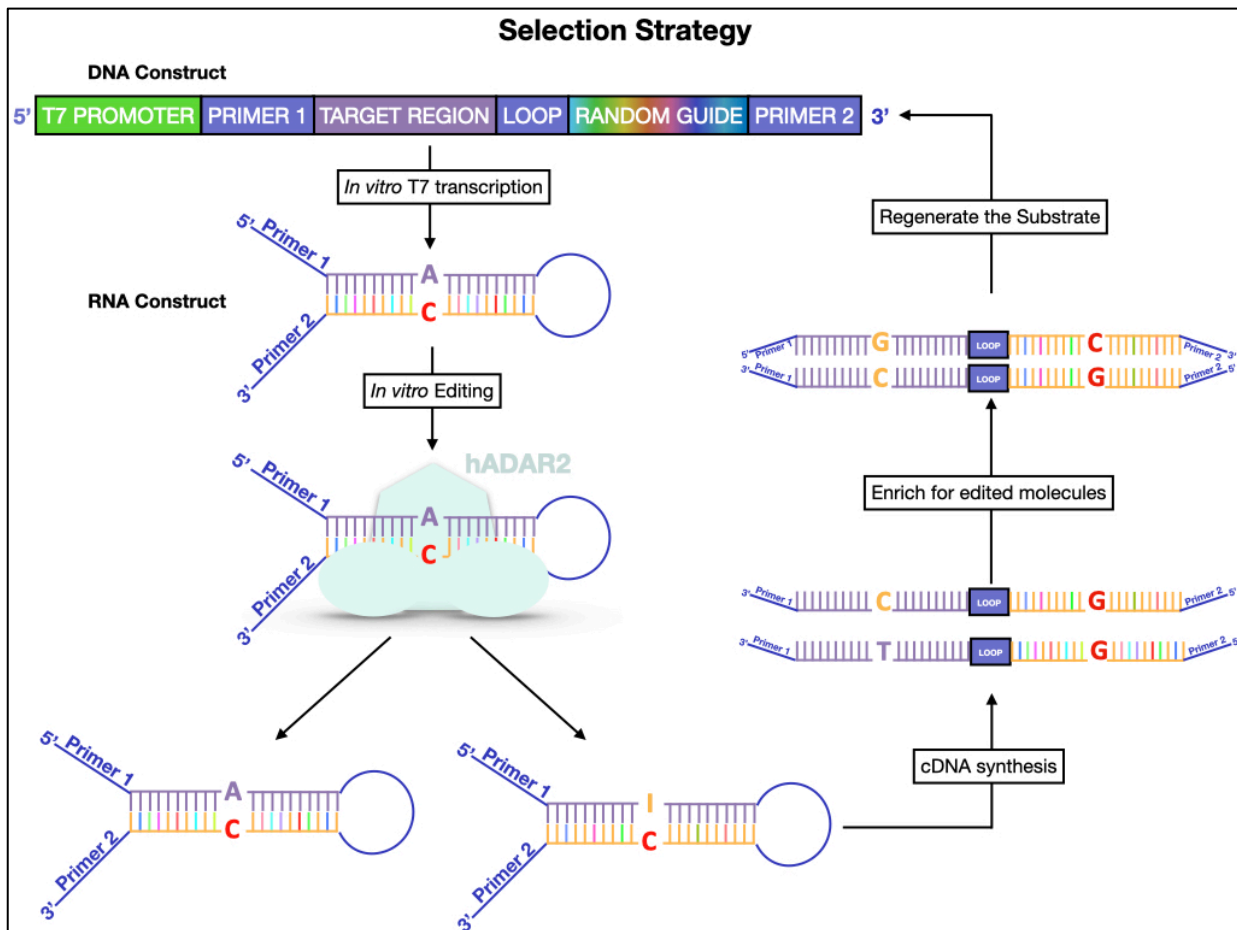 Selection Strategy
DNA Construct
5’ T7 PROMOTER PRIMER 1 TARGET REGION LOOP RANDOM GUIDE PRIMER 2 3’
In vitro T7 transcription
Regenerate the Substrate
5’ Primer 1
A
RNA Construct
C
3’ Primer 2
In vitro Editing
5’ Primer 1 G LOOP C Primer 2 3’
3’ Primer 1 C LOOP G Primer 2 5’
hADAR2
5’ Primer 1
A
C
3’ Primer 2
Enrich for edited molecules
3’ Primer 1 C LOOP G Primer 2 5’
3’ Primer 1 T LOOP G Primer 2 5’
cDNA synthesis
5’ Primer 1
A
C
3’ Primer 2
5’ Primer 1
I
C
3’ Primer 2